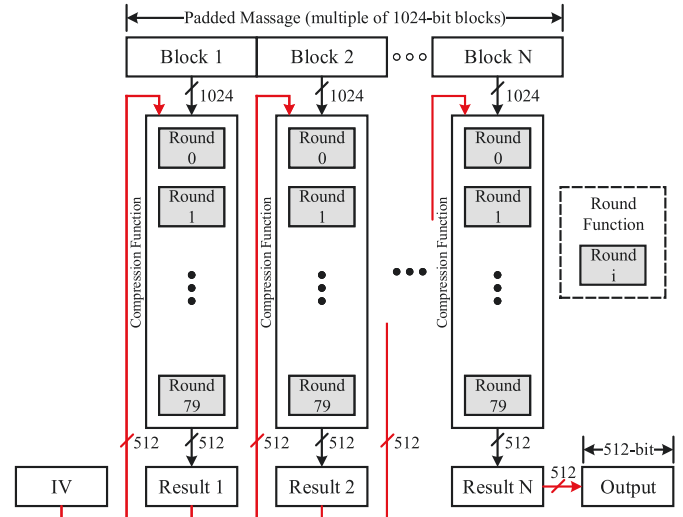 Padded Massage (multiple of 1024-bit blocks)
Block 1
Block 2
Block N
1024
1024
1024
Compression Function
Round
0
Round
1
Round
79
Compression Function
Round
0
Round
1
Round
79
Compression Function
Round
0
Round
1
Round
79
Round
Function
Round
i
512
512
512
512
512
512
512
512-bit
IV
Result 1
Result 2
Result N
Output